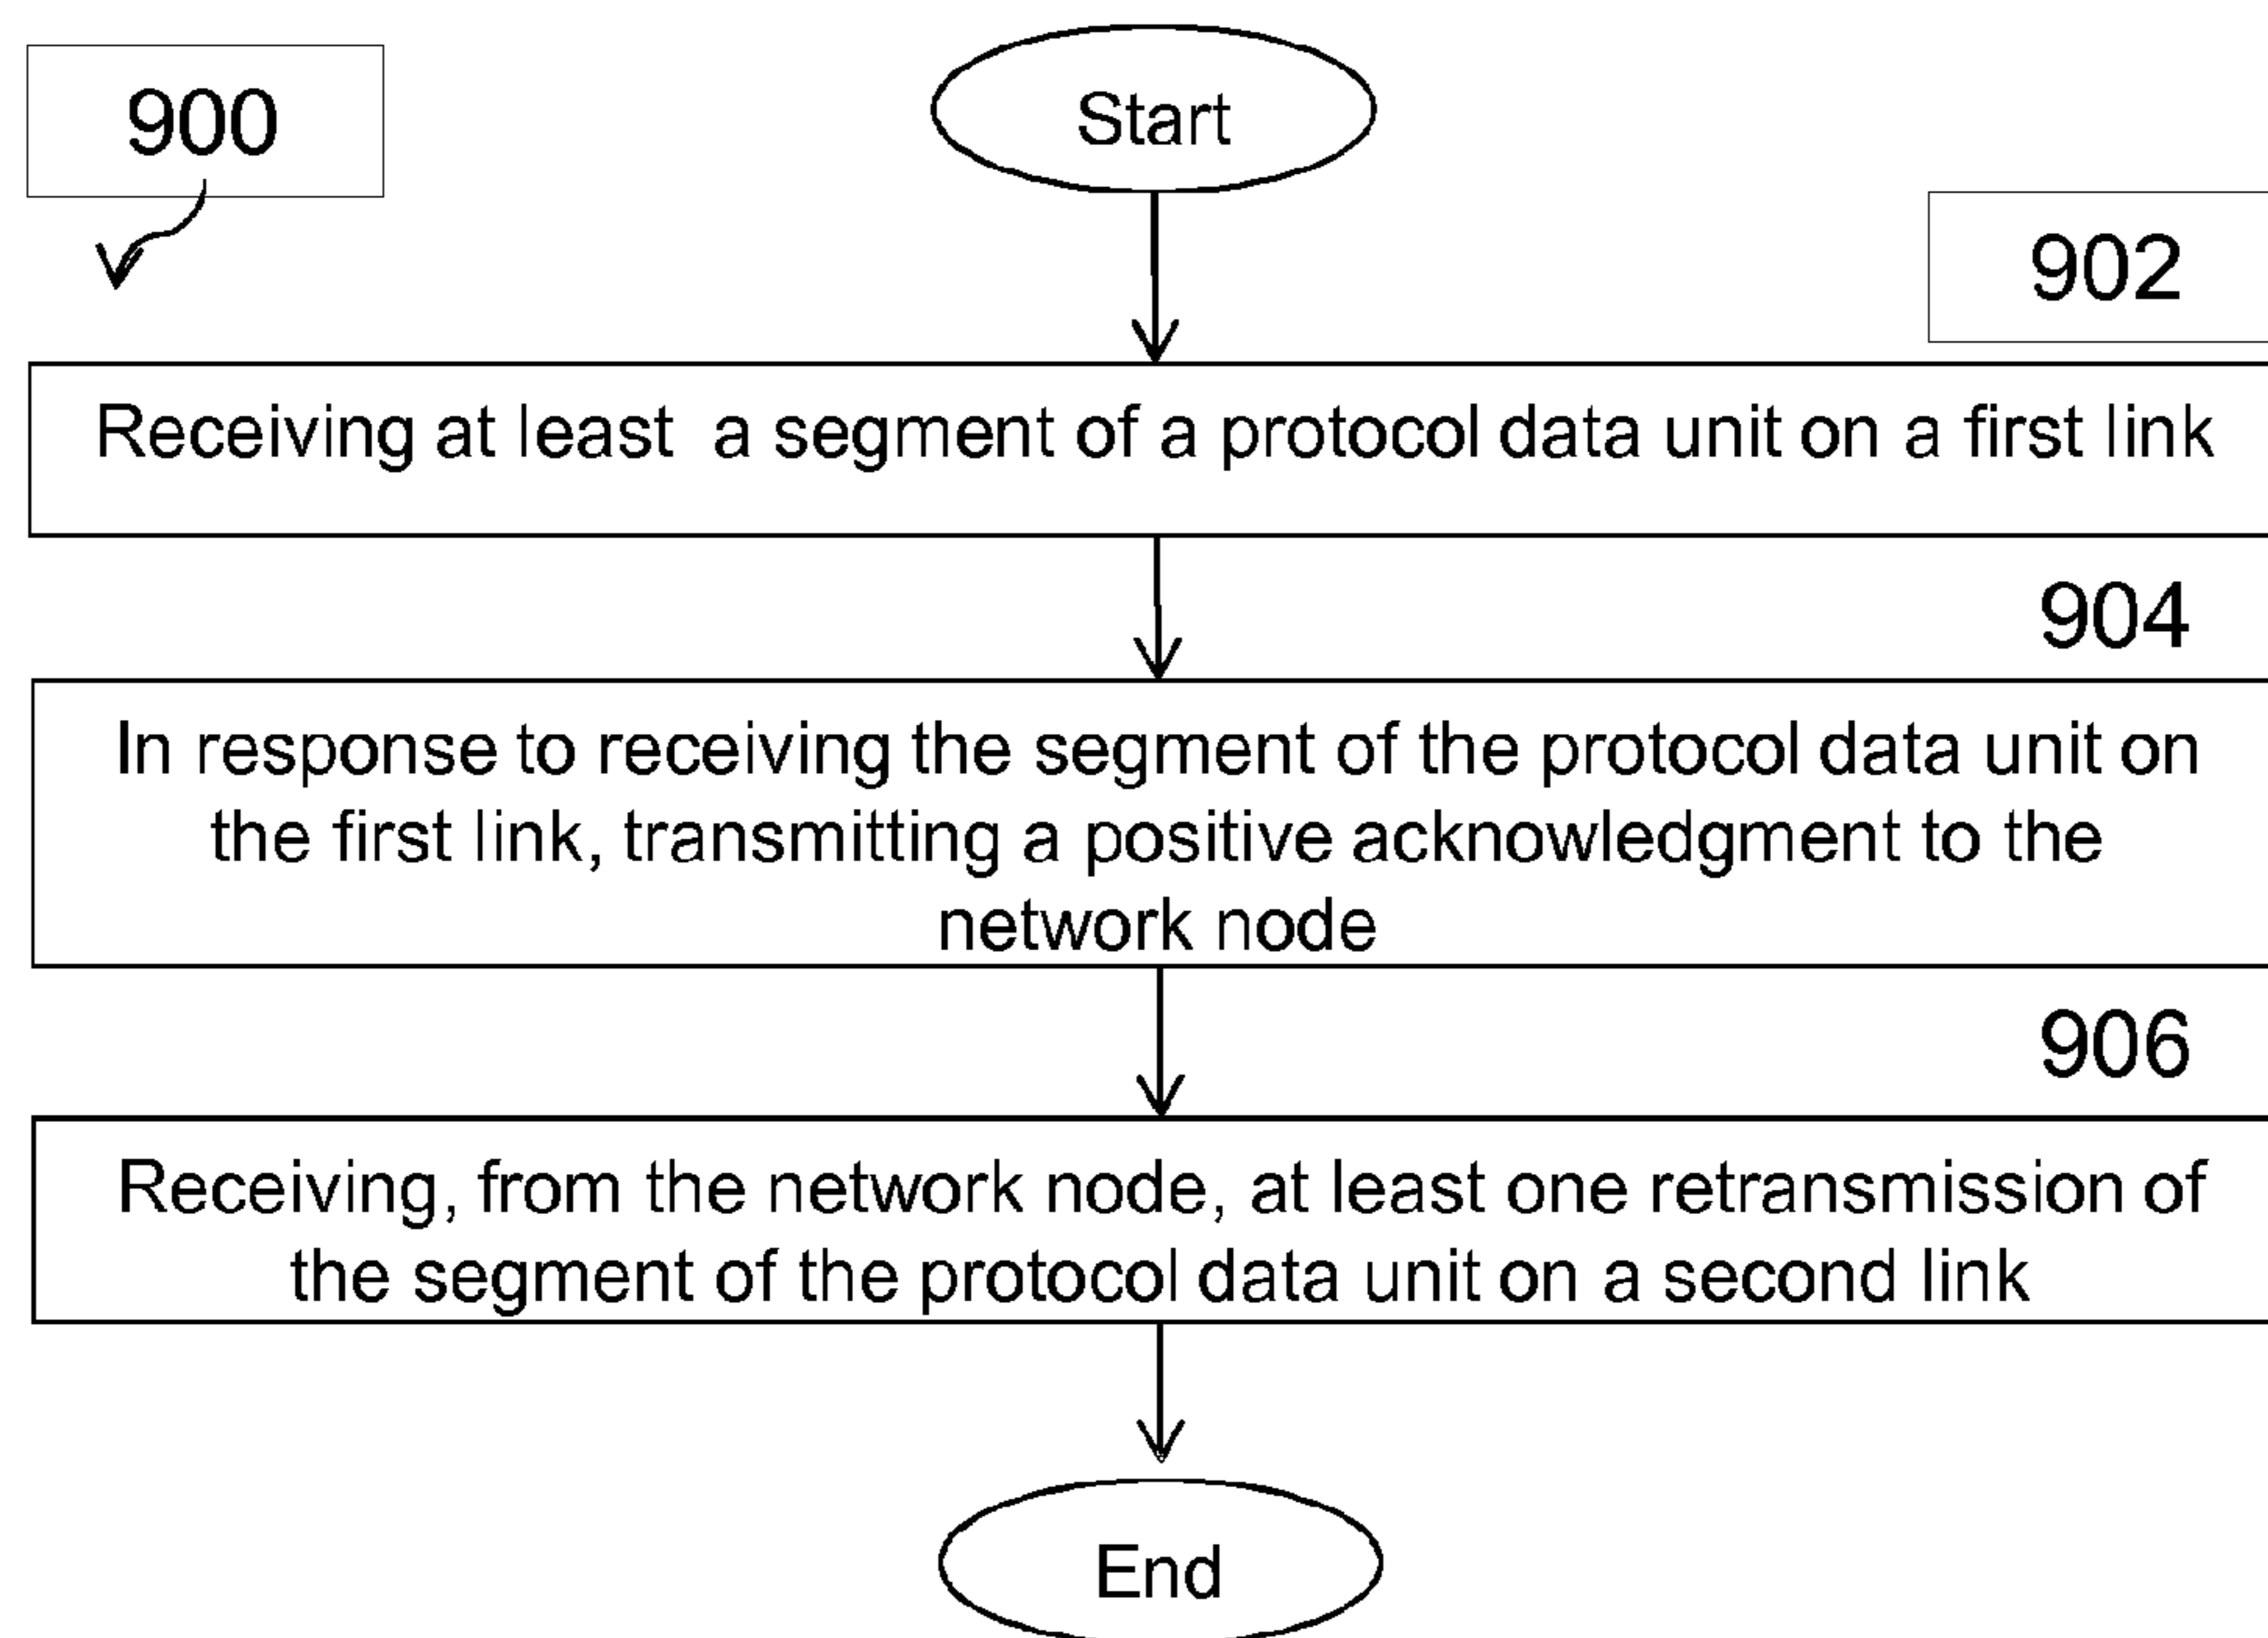 900
Start
902
Receiving at least a segment of a protocol data unit on a first link
904
In response to receiving the segment of the protocol data unit on
the first link, transmitting a positive acknowledgment to the
network node
906
Receiving, from the network node, at least one retransmission of
the segment of the protocol data unit on a second link
End